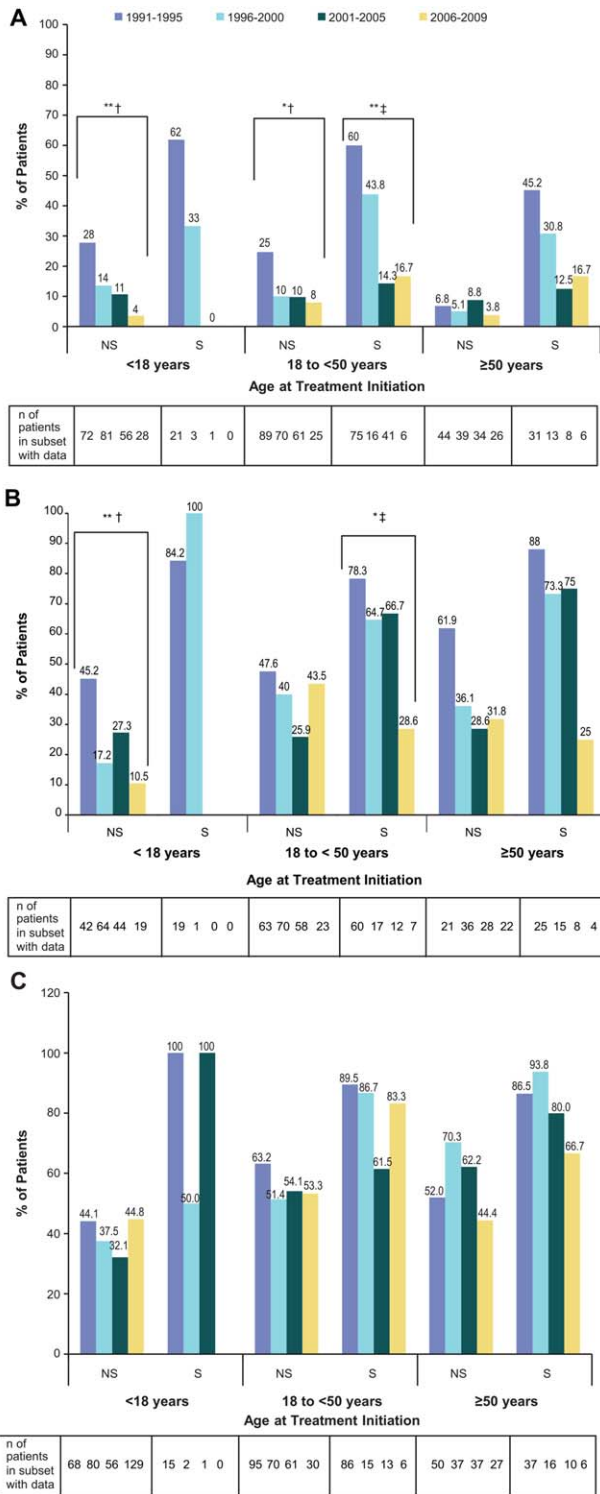 A
1991-1995 1996-2000 2001-2005 2006-2009
% of Patients
100
90
80
70
60
50
40
30
20
10
0
**†
*†
**‡
28 14 11 4
62 33 0
25 10 10 8
60 43.8 14.3 16.7
6.8 5.1 8.8 3.8
45.2 30.8 12.5 16.7
NS S NS S NS S
<18 years 18 to <50 years ≥50 years
Age at Treatment Initiation
n of
patients
in subset
with data
72 81 56 28 21 3 1 0 89 70 61 25 75 16 41 6 44 39 34 26 31 13 8 6
B
% of Patients
100
90
80
70
60
50
40
30
20
10
0
** †
*‡
45.2 17.2 27.3 10.5
84.2 100
47.6 40 25.9 43.5
78.3 64.7 66.7 28.6
61.9 36.1 28.6 31.8
88 73.3 75 25
NS S NS S NS S
< 18 years 18 to < 50 years ≥50 years
Age at Treatment Initiation
n of
patients
in subset
with data
42 64 44 19 19 1 0 0 63 70 58 23 60 17 12 7 21 36 28 22 25 15 8 4
C
% of Patients
120
100
80
60
40
20
0
44.1 37.5 32.1 44.8
100 50.0 100
63.2 51.4 54.1 53.3
89.5 86.7 61.5 83.3
52.0 70.3 62.2 44.4
86.5 93.8 80.0 66.7
NS S NS S NS S
<18 years 18 to <50 years ≥50 years
Age at Treatment Initiation
n of
patients
in subset
with data
68 80 56 129 15 2 1 0 95 70 61 30 86 15 13 6 50 37 37 27 37 16 10 6